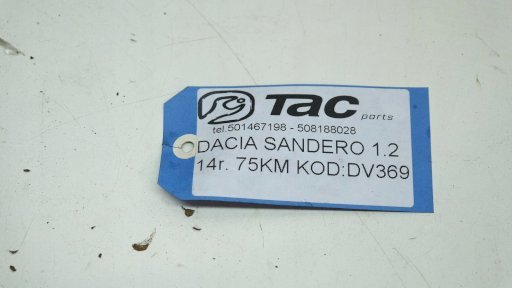 TAC parts
tel.501467198 - 508188028
DACIA SANDERO 1.2
14r. 75KM KOD:DV369